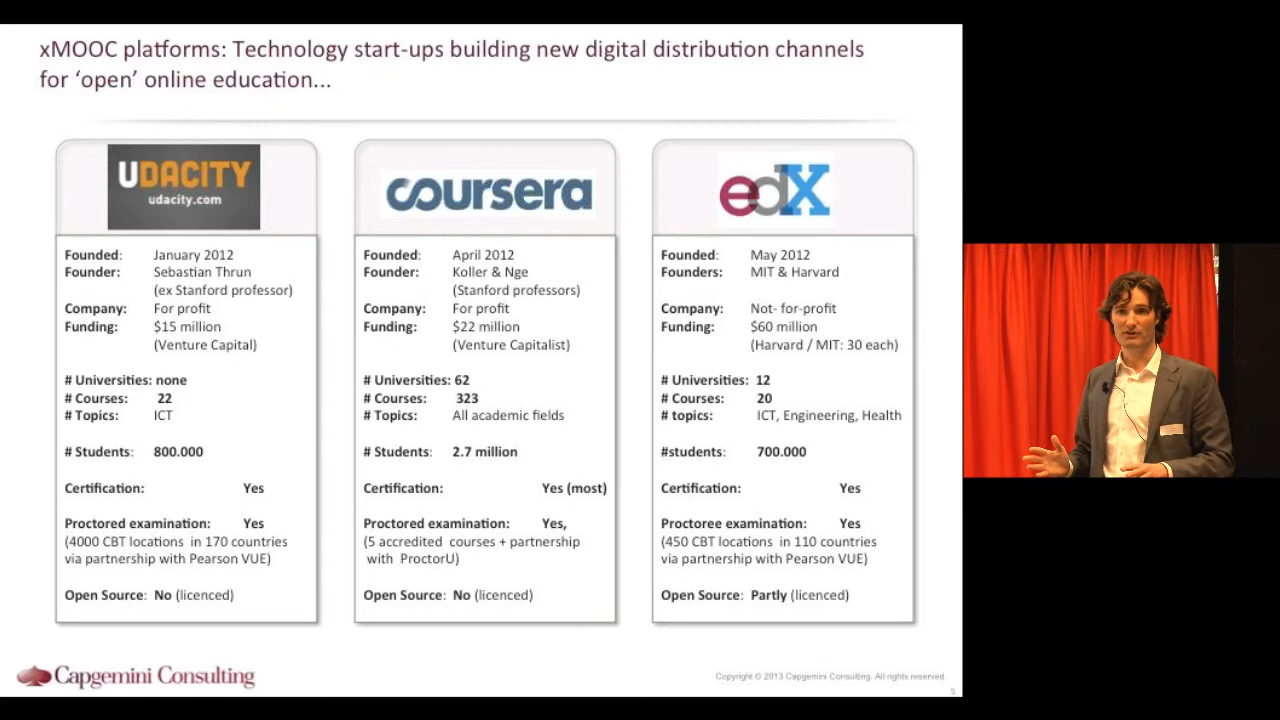 xMOOC platforms: Technology start-ups building new digital distribution channels
for ‘open’ online education...
UDACITY
udacity.com
Founded: January 2012
Founder: Sebastian Thrun
(ex Stanford professor)
Company: For profit
Funding: $15 million
(Venture Capital)
# Universities: none
# Courses: 22
# Topics: ICT
# Students: 800.000
Certification: Yes
Proctored examination: Yes
(4000 CBT locations in 170 countries
via partnership with Pearson VUE)
Open Source: No (licenced)
coursera
Founded: April 2012
Founder: Koller & Nge
(Stanford professors)
Company: For profit
Funding: $22 million
(Venture Capitalist)
# Universities: 62
# Courses: 323
# Topics: All academic fields
# Students: 2.7 million
Certification: Yes (most)
Proctored examination: Yes,
(5 accredited courses + partnership
with ProctorU)
Open Source: No (licenced)
edX
Founded: May 2012
Founders: MIT & Harvard
Company: Not- for-profit
Funding: $60 million
(Harvard / MIT: 30 each)
# Universities: 12
# Courses: 20
# topics: ICT, Engineering, Health
#students: 700.000
Certification: Yes
Proctoree examination: Yes
(450 CBT locations in 110 countries
via partnership with Pearson VUE)
Open Source: Partly (licenced)
Capgemini Consulting
Copyright © 2013 Capgemini Consulting. All rights reserved.
5